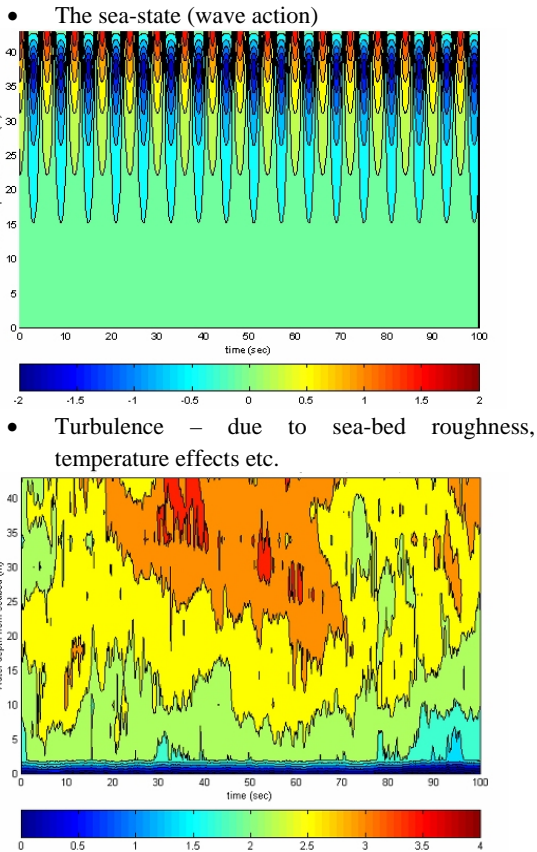 • The sea-state (wave action)
40
35
30
25
20
15
10
5
0
0 10 20 30 40 50 60 70 80 90 100
time (sec)
-2 -1.5 -1 -0.5 0 0.5 1 1.5 2
• Turbulence – due to sea-bed roughness,
temperature effects etc.
40
35
30
25
20
15
10
5
0
0 10 20 30 40 50 60 70 80 90 100
time (sec)
0 0.5 1 1.5 2 2.5 3 3.5 4